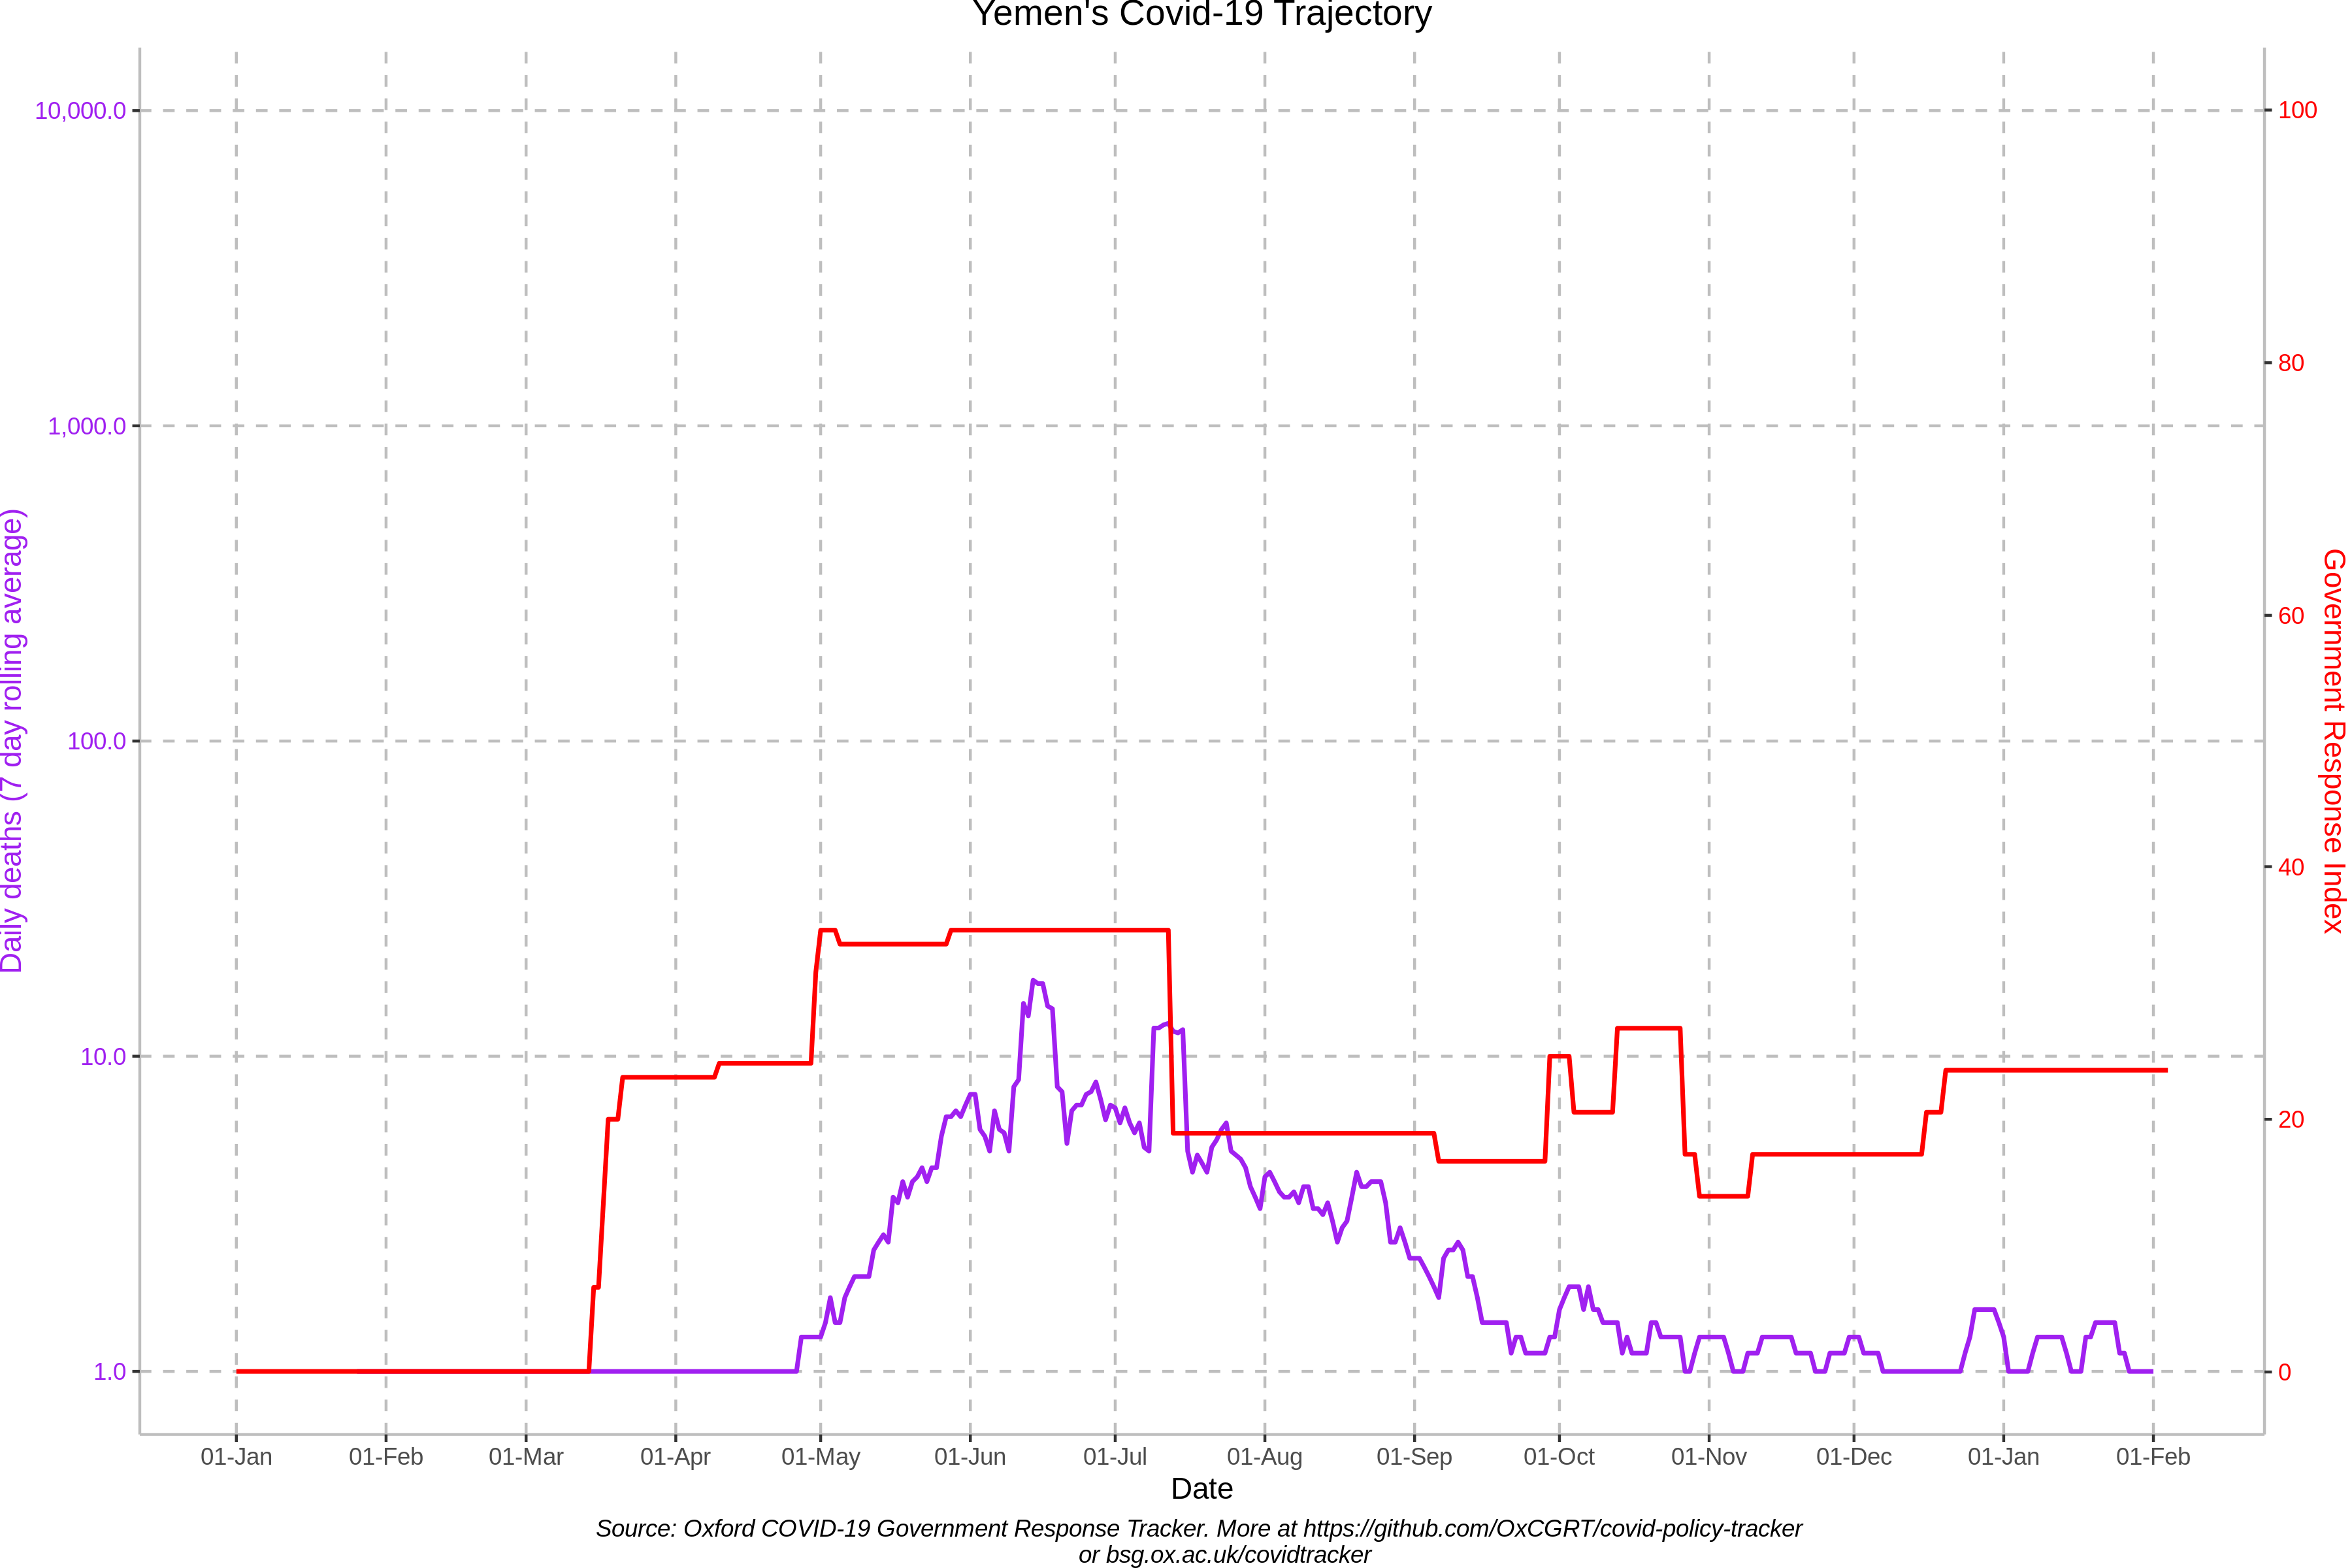 Yemen's Covid-19 Trajectory
10,000.0
1,000.0
100.0
10.0
1.0
Daily deaths (7 day rolling average)
100
80
60
40
20
0
Government Response Index
01-Jan 01-Feb 01-Mar 01-Apr 01-May 01-Jun 01-Jul 01-Aug 01-Sep 01-Oct 01-Nov 01-Dec 01-Jan 01-Feb
Date
Source: Oxford COVID-19 Government Response Tracker. More at https://github.com/OxCGRT/covid-policy-tracker
or bsg.ox.ac.uk/covidtracker